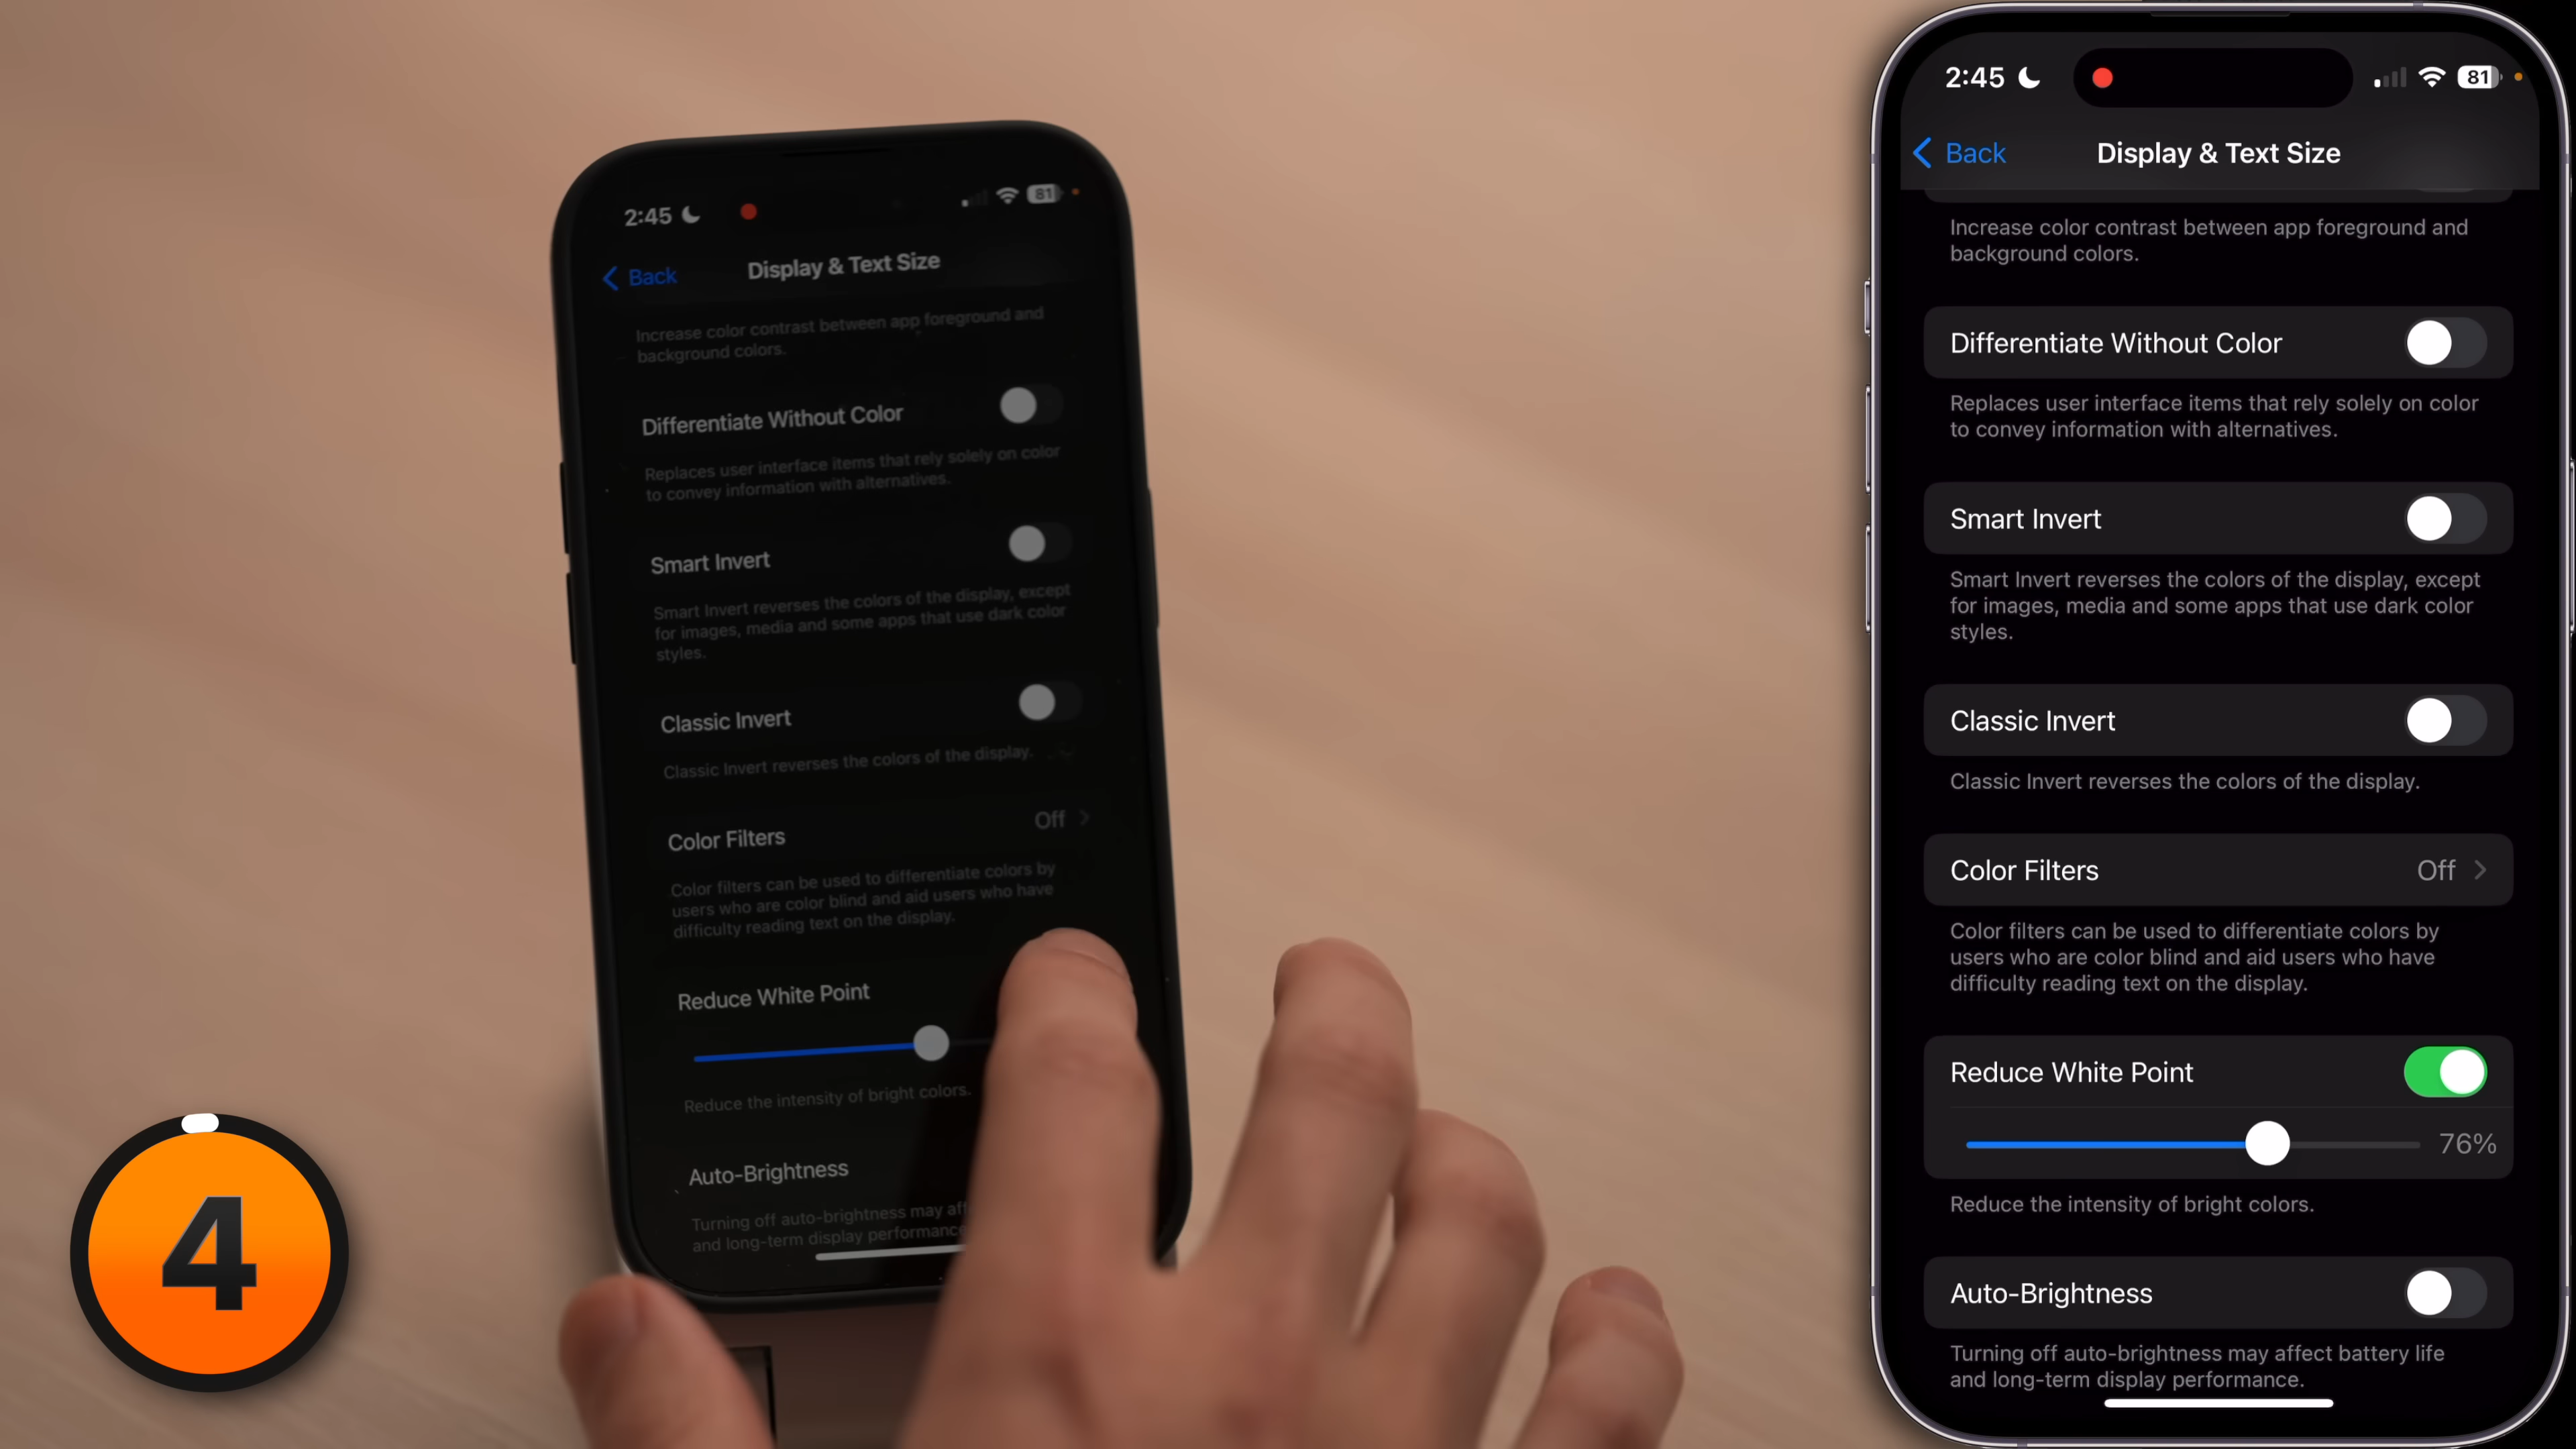 2:45
81
Back
Display & Text Size
Increase color contrast between app foreground and
background colors.
Differentiate Without Color
Replaces user interface items that rely solely on color
to convey information with alternatives.
Smart Invert
Smart Invert reverses the colors of the display, except
for images, media and some apps that use dark color
styles.
Classic Invert
Classic Invert reverses the colors of the display.
Color Filters
Off
Color filters can be used to differentiate colors by
users who are color blind and aid users who have
difficulty reading text on the display.
Reduce White Point
Reduce the intensity of bright colors.
Auto-Brightness
Turning off auto-brightness may aff
and long-term display performance
4
2:45
81
Back
Display & Text Size
Increase color contrast between app foreground and
background colors.
Differentiate Without Color
Replaces user interface items that rely solely on color
to convey information with alternatives.
Smart Invert
Smart Invert reverses the colors of the display, except
for images, media and some apps that use dark color
styles.
Classic Invert
Classic Invert reverses the colors of the display.
Color Filters
Off
Color filters can be used to differentiate colors by
users who are color blind and aid users who have
difficulty reading text on the display.
Reduce White Point
76%
Reduce the intensity of bright colors.
Auto-Brightness
Turning off auto-brightness may affect battery life
and long-term display performance.